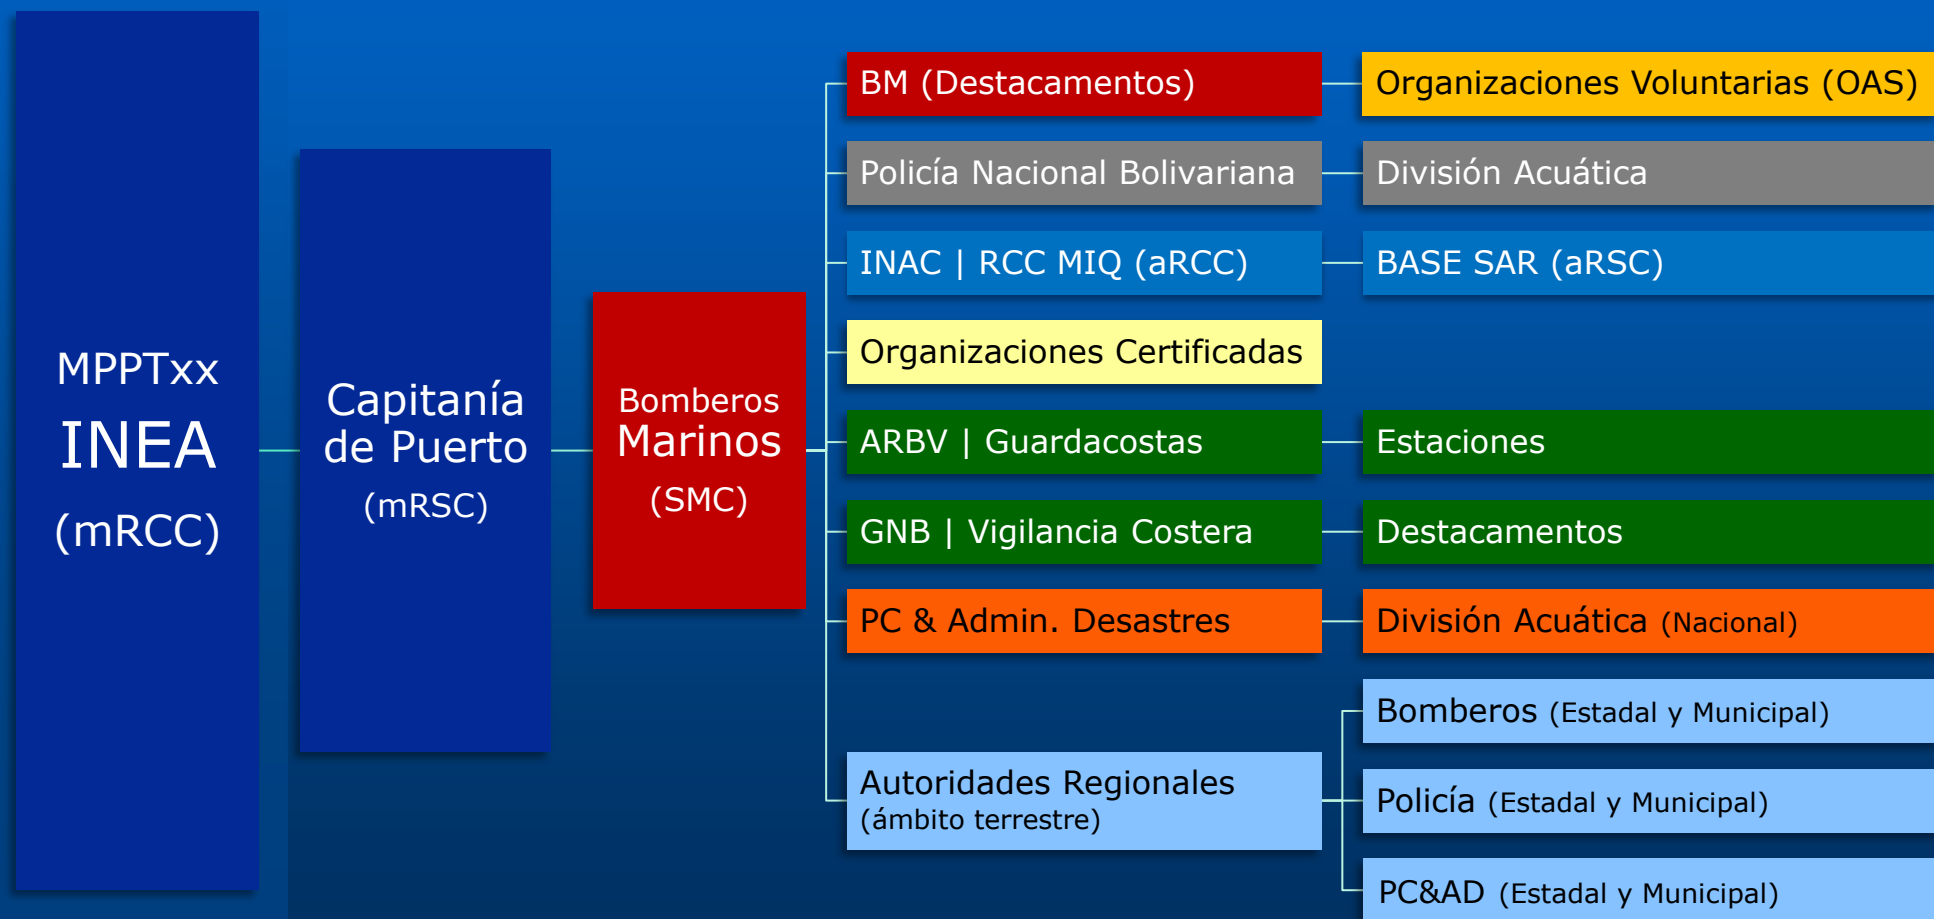 MPPTxx
INEA
(mRCC)
Capitanía
de Puerto
(mRSC)
Bomberos
Marinos
(SMC)
BM (Destacamentos)
Organizaciones Voluntarias (OAS)
Policía Nacional Bolivariana
División Acuática
INAC | RCC MIQ (aRCC)
BASE SAR (aRSC)
Organizaciones Certificadas
ARBV | Guardacostas
Estaciones
GNB | Vigilancia Costera
Destacamentos
PC & Admin. Desastres
División Acuática (Nacional)
Autoridades Regionales
(ámbito terrestre)
Bomberos (Estadal y Municipal)
Policía (Estadal y Municipal)
PC&AD (Estadal y Municipal)